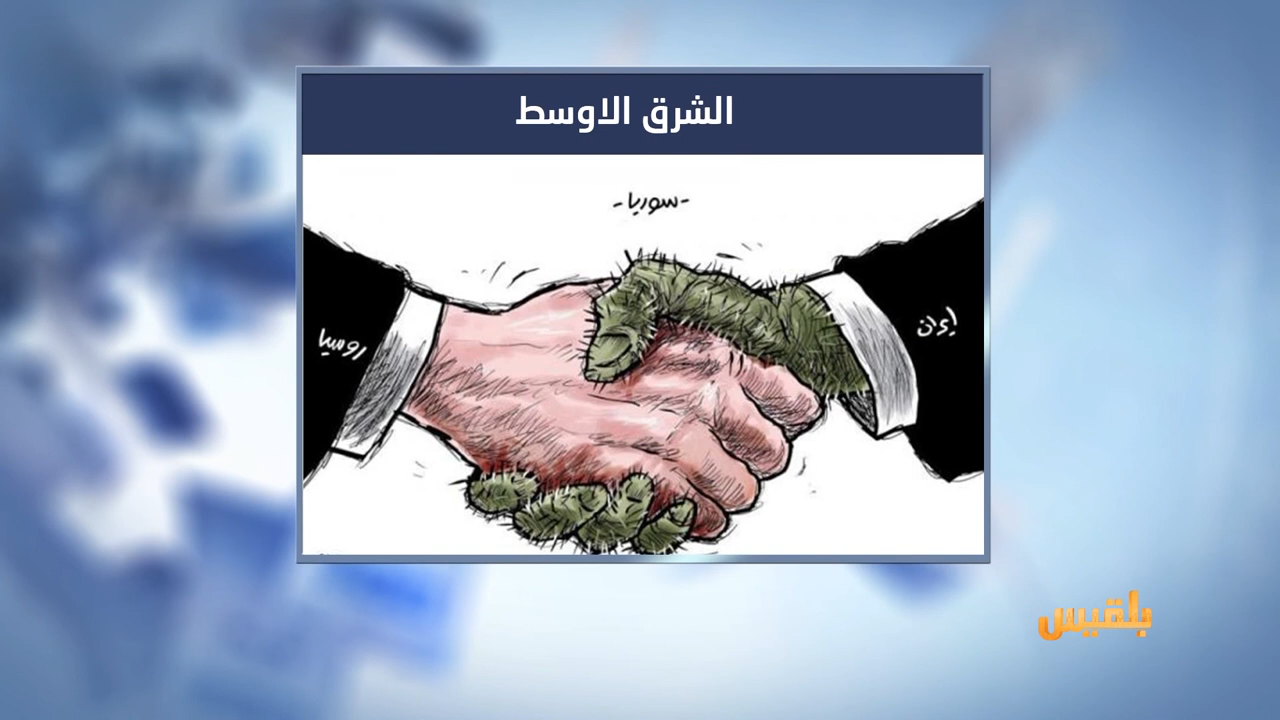 الشرق الاوسط
-سوريا-
إيران
روسيا
بلقيس